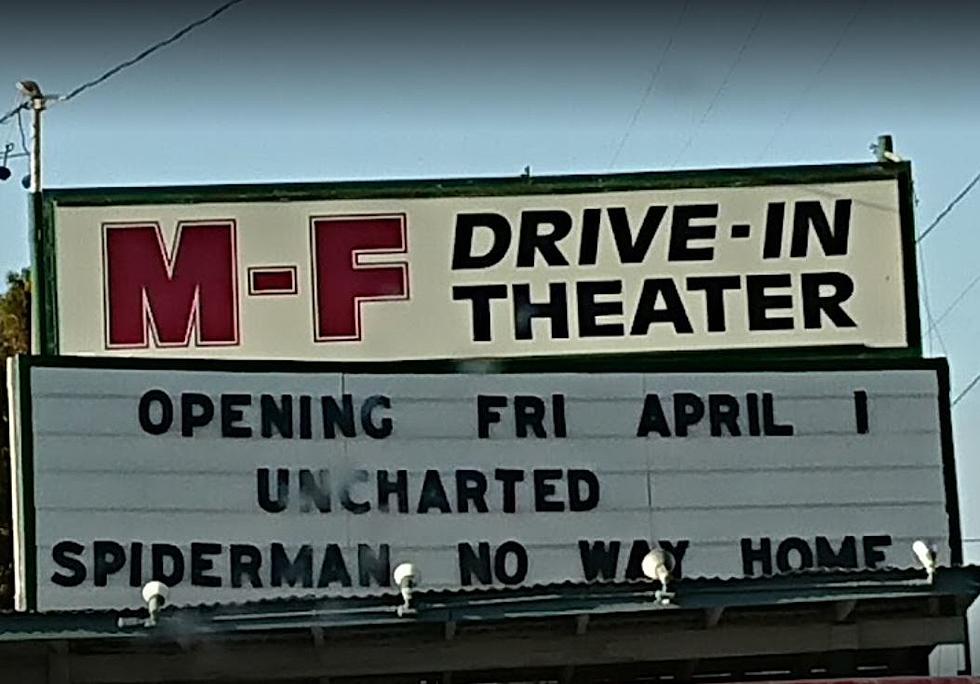 M-F DRIVE-IN
THEATER
OPENING FRI APRIL 1
UNCHARTED
SPIDERMAN NO WAY HOME